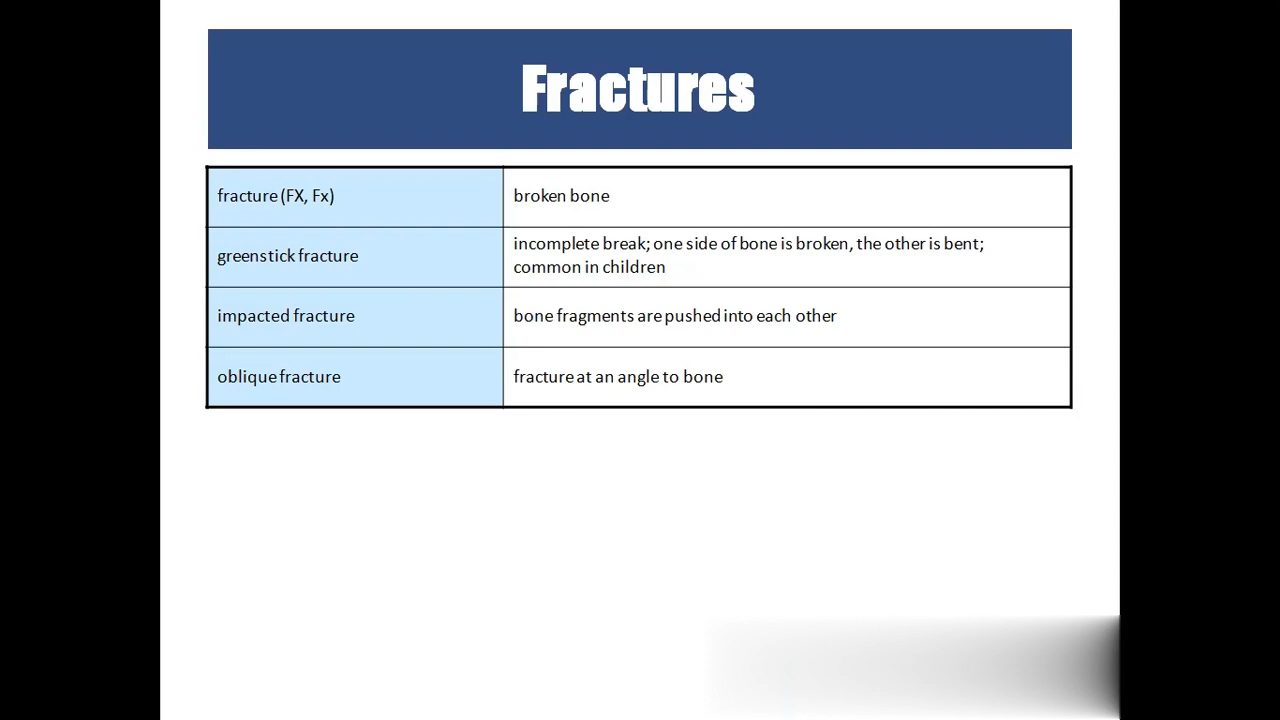 Fractures
fracture (FX, Fx)
broken bone
greenstick fracture
incomplete break; one side of bone is broken, the other is bent;
common in children
impacted fracture
bone fragments are pushed into each other
oblique fracture
fracture at an angle to bone